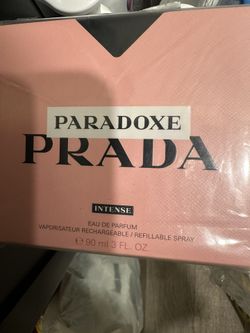 PARADOXE
PRADA
INTENSE
EAU DE PARFUM
VAPORISATEUR RECHARGEABLE / REFILLABLE SPRAY
℮ 90 ml 3 FL. OZ